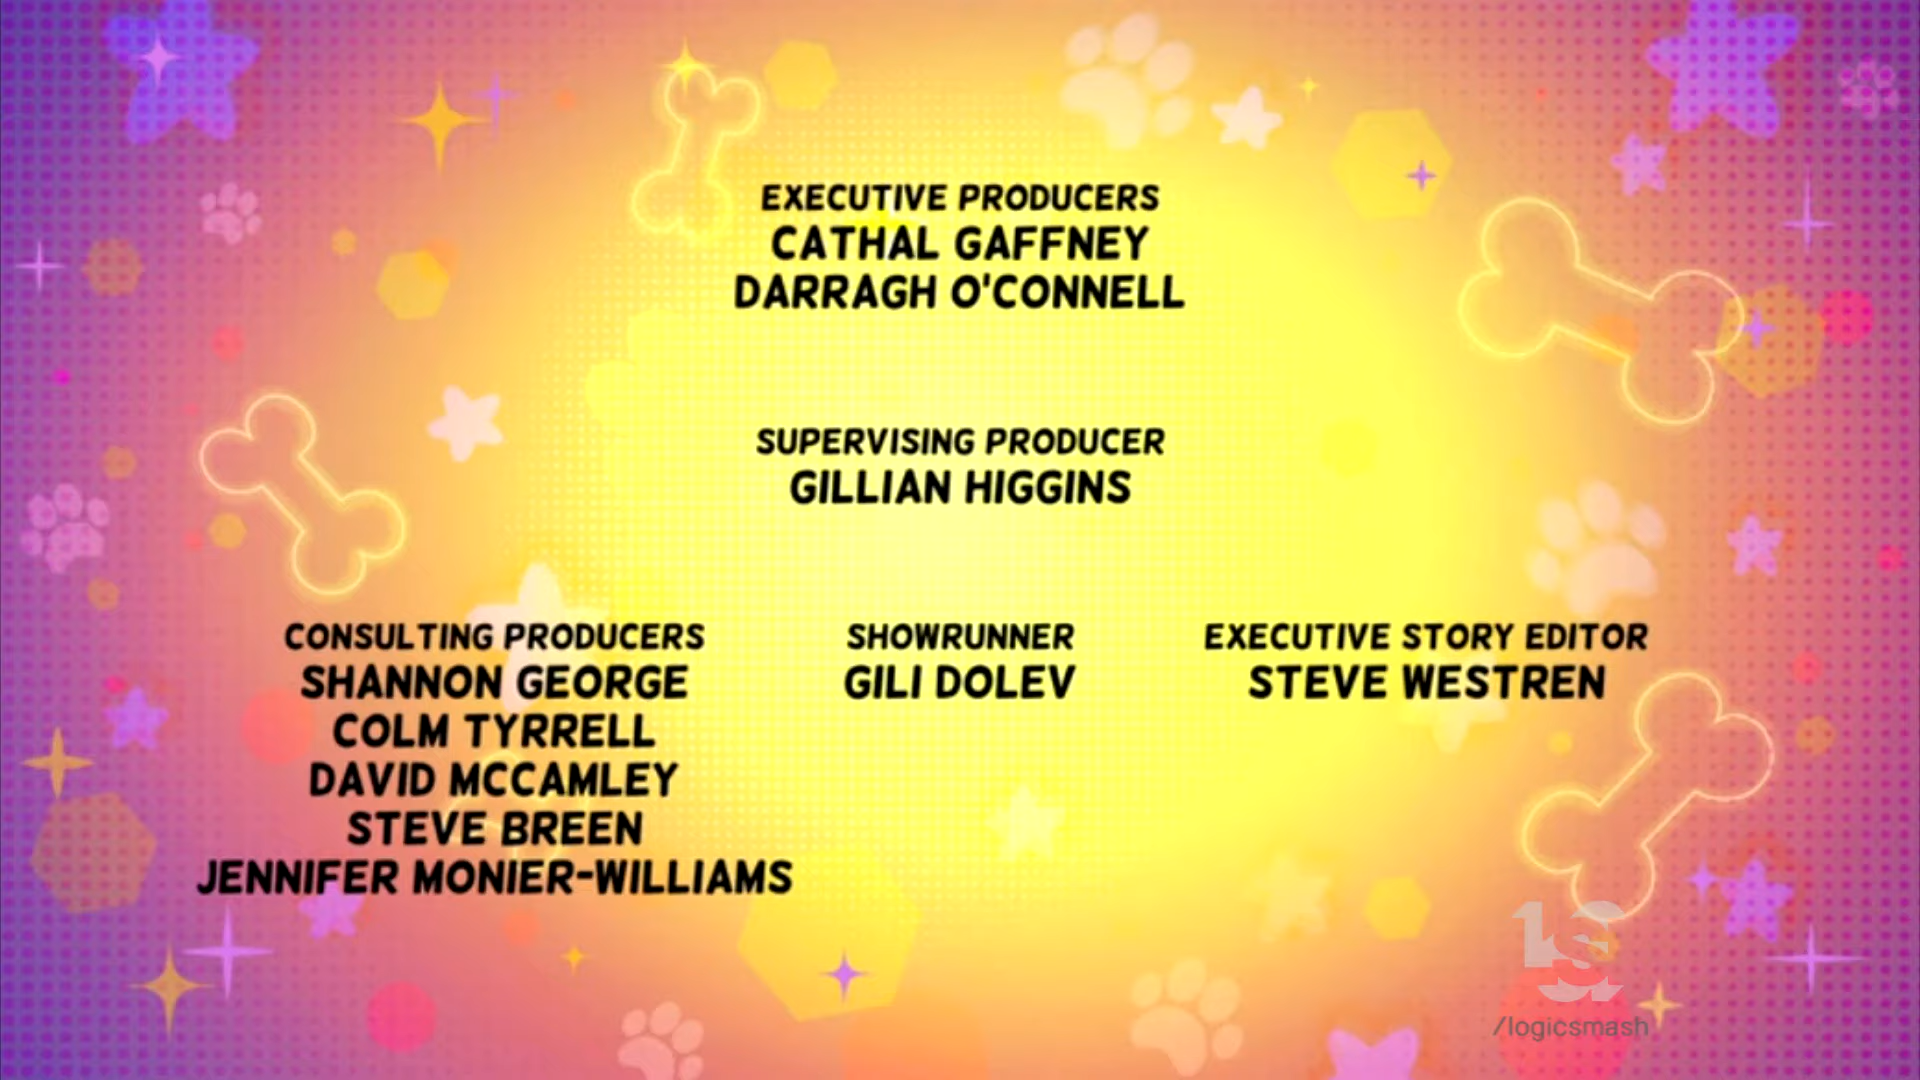 EXECUTIVE PRODUCERS
CATHAL GAFFNEY
DARRAGH O'CONNELL
SUPERVISING PRODUCER
GILLIAN HIGGINS
CONSULTING PRODUCERS
SHANNON GEORGE
COLM TYRRELL
DAVID MCCAMLEY
STEVE BREEN
JENNIFER MONIER-WILLIAMS
SHOWRUNNER
GILI DOLEV
EXECUTIVE STORY EDITOR
STEVE WESTREN
LS
/logicsmash